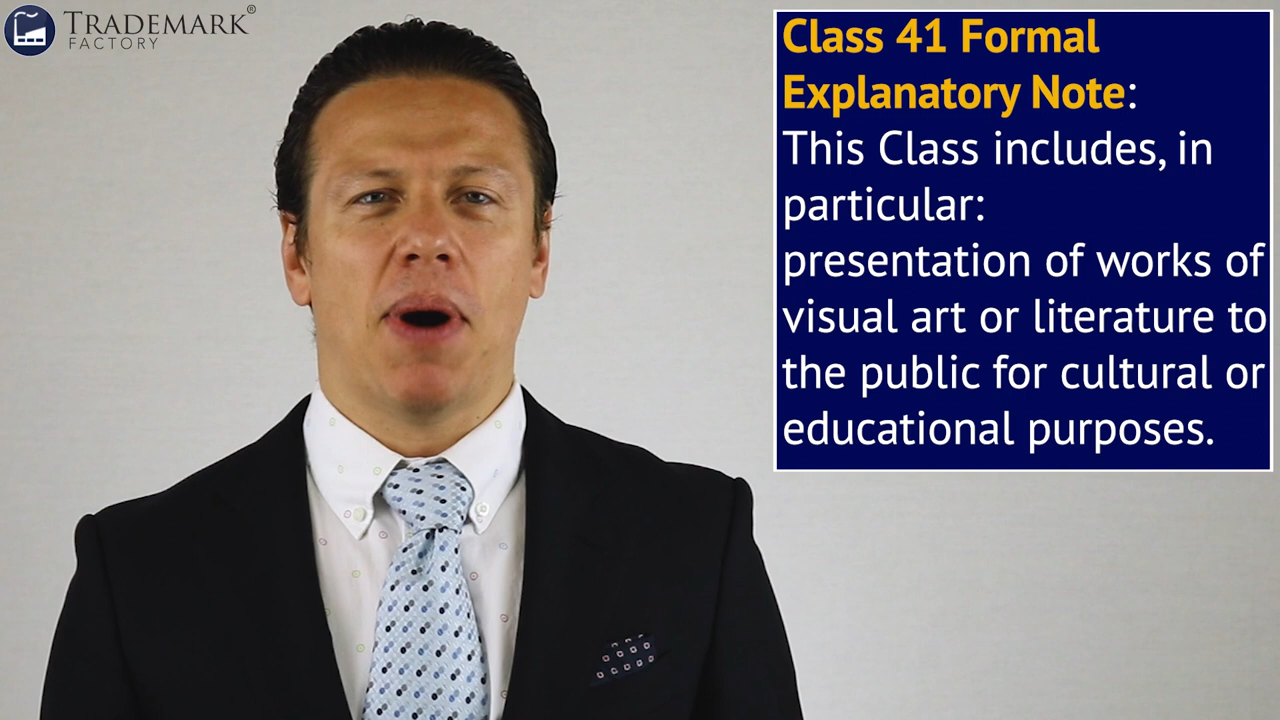 TRADEMARK®
FACTORY
Class 41 Formal
Explanatory Note:
This Class includes, in
particular:
presentation of works of
visual art or literature to
the public for cultural or
educational purposes.